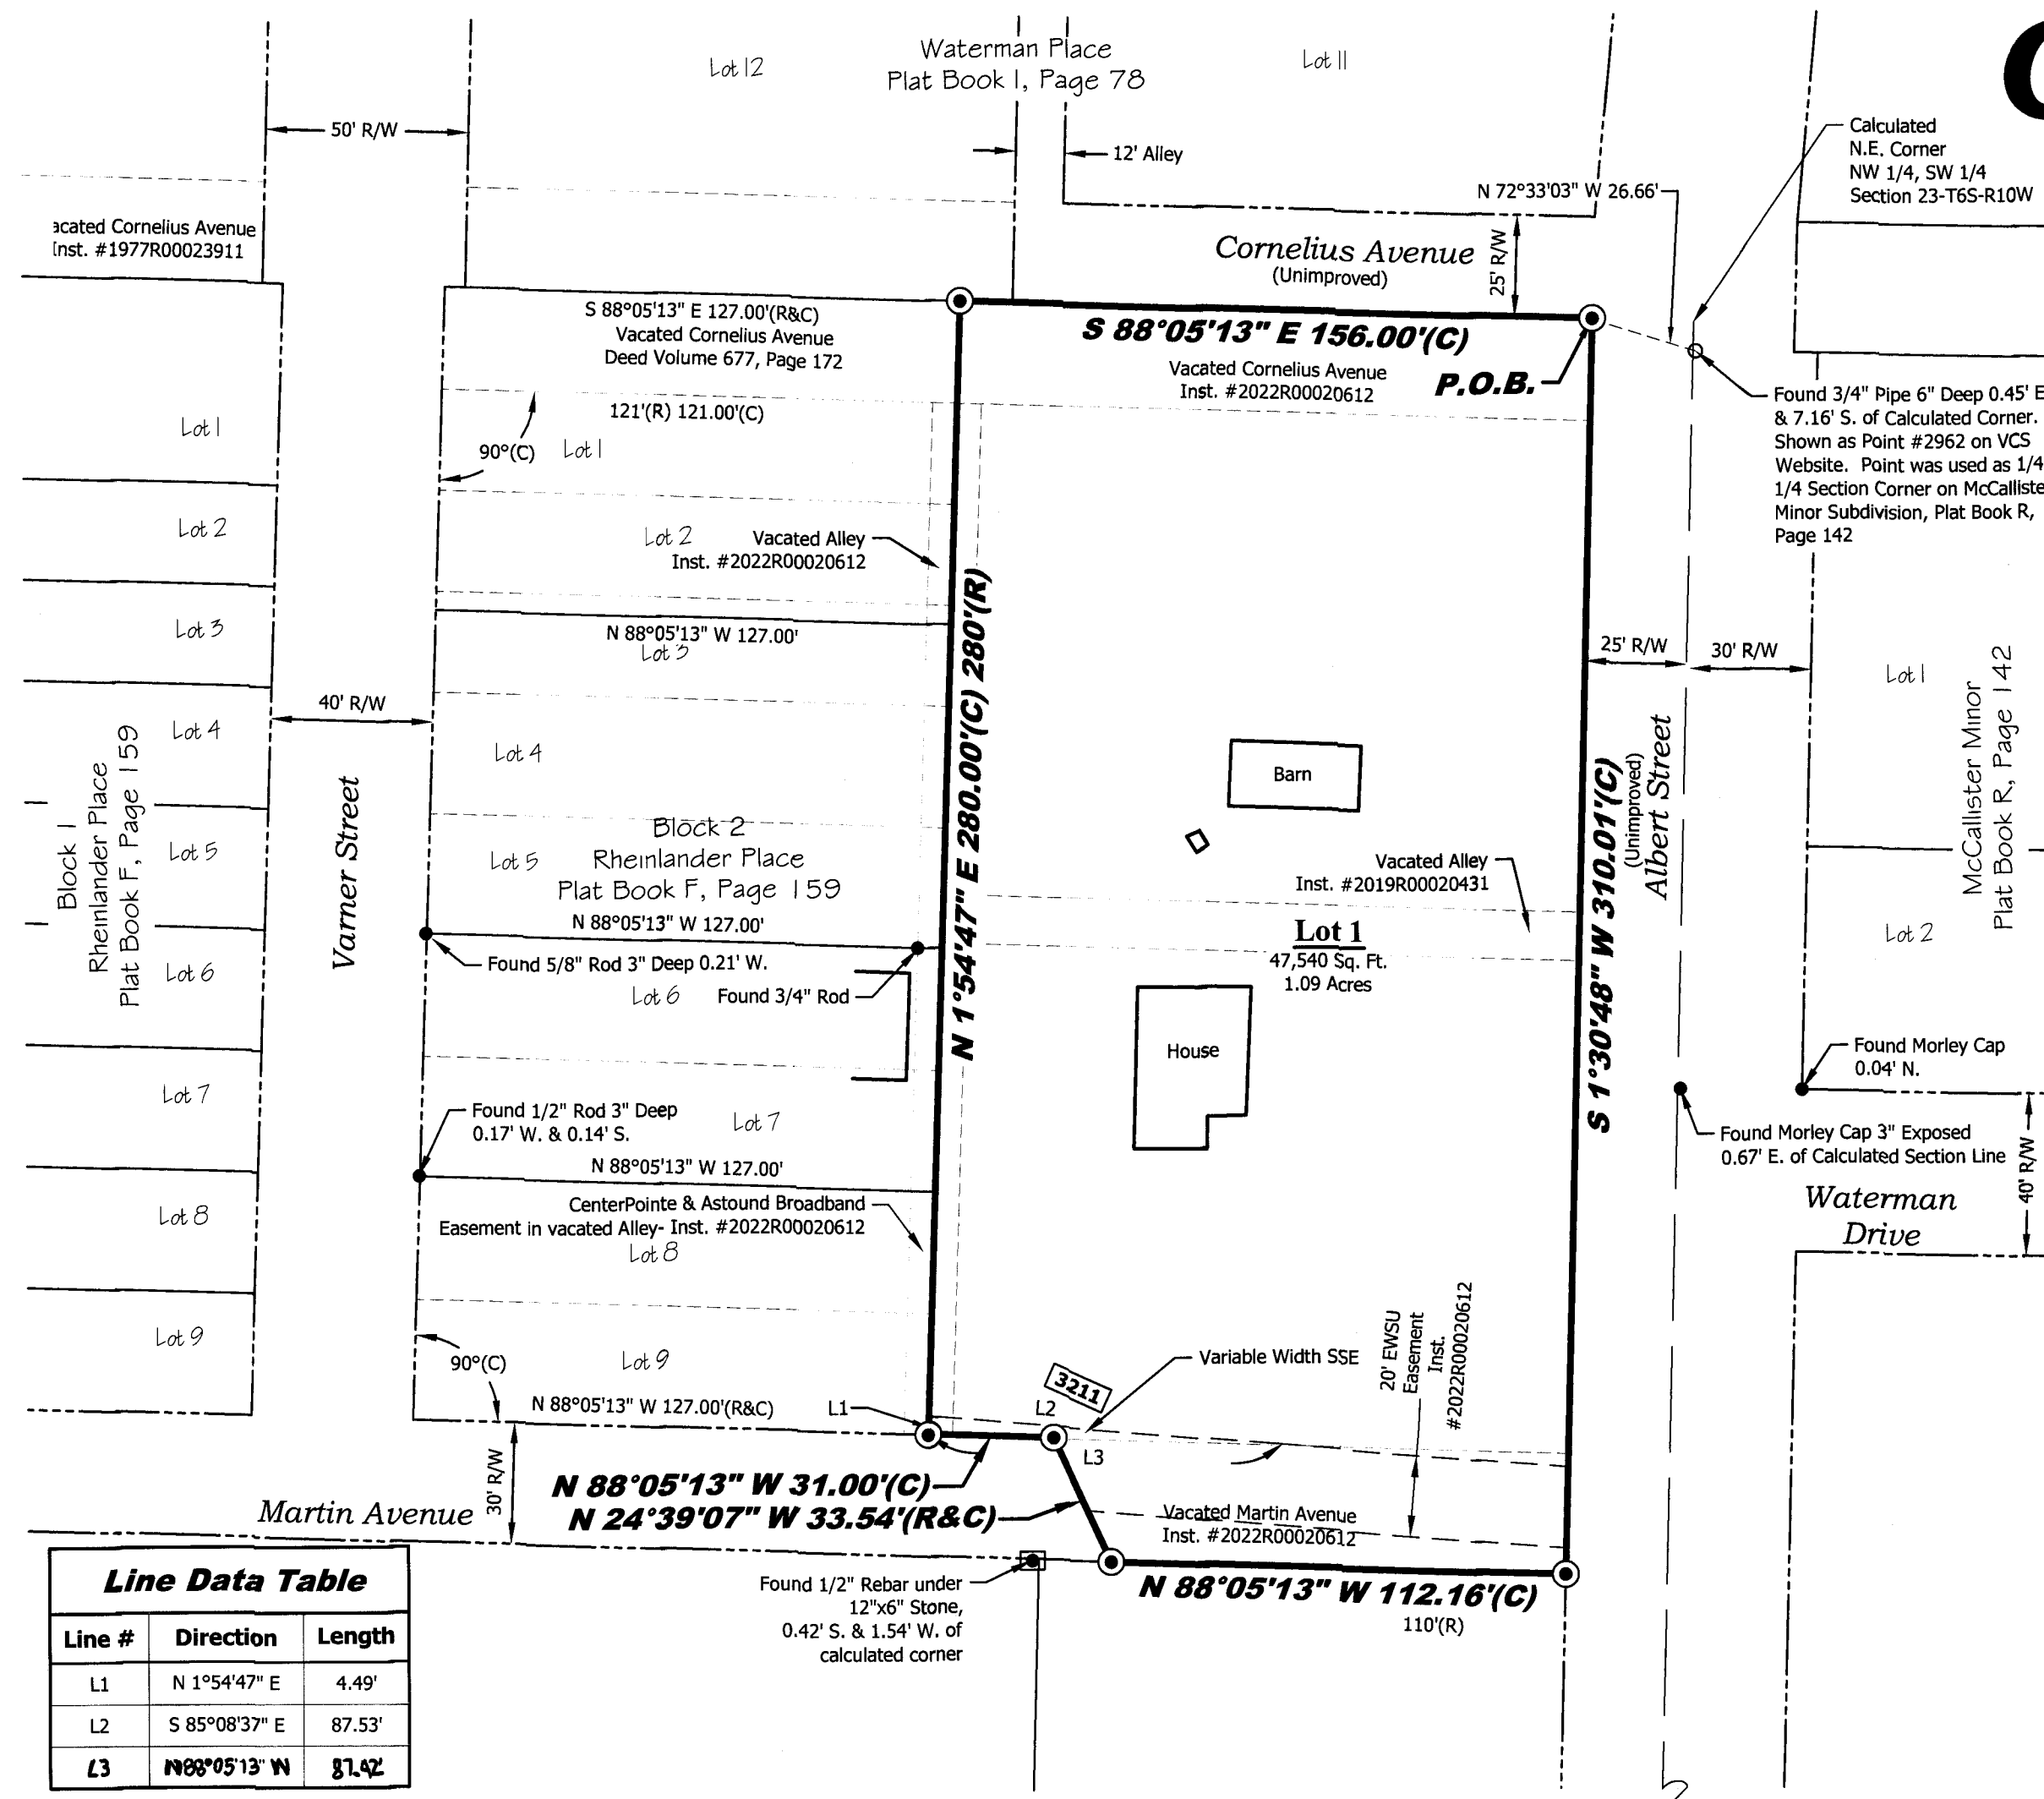 Lot 12
Waterman Place
Plat Book I, Page 78
Lot 11
50' R/W
12' Alley
Calculated
N.E. Corner
NW 1/4, SW 1/4
Section 23-T6S-R10W
N 72°33'03" W 26.66'
acated Cornelius Avenue
Inst. #1977R00023911
Cornelius Avenue
(Unimproved)
25' R/W
S 88°05'13" E 127.00'(R&C)
Vacated Cornelius Avenue
Deed Volume 677, Page 172
S 88°05'13" E 156.00'(C)
Vacated Cornelius Avenue
Inst. #2022R00020612
P.O.B.
Found 3/4" Pipe 6" Deep 0.45' E
& 7.16' S. of Calculated Corner.
Shown as Point #2962 on VCS
Website. Point was used as 1/4
1/4 Section Corner on McCalliste
Minor Subdivision, Plat Book R,
Page 142
121'(R) 121.00'(C)
90°(C)
Lot 1
Lot 1
Lot 2
Lot 2
Vacated Alley
Inst. #2022R00020612
Lot 3
N 88°05'13" W 127.00'
Lot 3
N 1°54'47" E 280.00'(C) 280'(R)
25' R/W
30' R/W
Lot 1
McCallister Minor
Plat Book R, Page 142
40' R/W
Lot 4
Lot 4
Barn
Albert Street
(Unimproved)
S 1°30'48" W 310.01'(C)
Block 1
Rheinlander Place
Plat Book F, Page 159
Varner Street
Block 2
Rheinlander Place
Plat Book F, Page 159
Lot 5
Lot 5
Vacated Alley
Inst. #2019R00020431
N 88°05'13" W 127.00'
Lot 1
47,540 Sq. Ft.
1.09 Acres
Lot 2
Found 5/8" Rod 3" Deep 0.21' W.
Lot 6
Lot 6
Found 3/4" Rod
House
Found Morley Cap
0.04' N.
Lot 7
Found 1/2" Rod 3" Deep
0.17' W. & 0.14' S.
Lot 7
Found Morley Cap 3" Exposed
0.67' E. of Calculated Section Line
40' R/W
N 88°05'13" W 127.00'
CenterPointe & Astound Broadband
Easement in vacated Alley- Inst. #2022R00020612
Lot 8
Lot 8
Waterman
Drive
Lot 9
90°(C)
Lot 9
Variable Width SSE
20' EWSU
Easement
Inst.
#2022R00020612
3211
N 88°05'13" W 127.00'(R&C)
L1
L2
L3
N 88°05'13" W 31.00'(C)
30' R/W
Martin Avenue
N 24°39'07" W 33.54'(R&C)
Vacated Martin Avenue
Inst. #2022R00020612
Found 1/2" Rebar under
12"x6" Stone,
0.42' S. & 1.54' W. of
calculated corner
N 88°05'13" W 112.16'(C)
110'(R)
Line Data Table
Line # Direction Length
L1 N 1°54'47" E 4.49'
L2 S 85°08'37" E 87.53'
L3 N88°05'13" W 87.42'